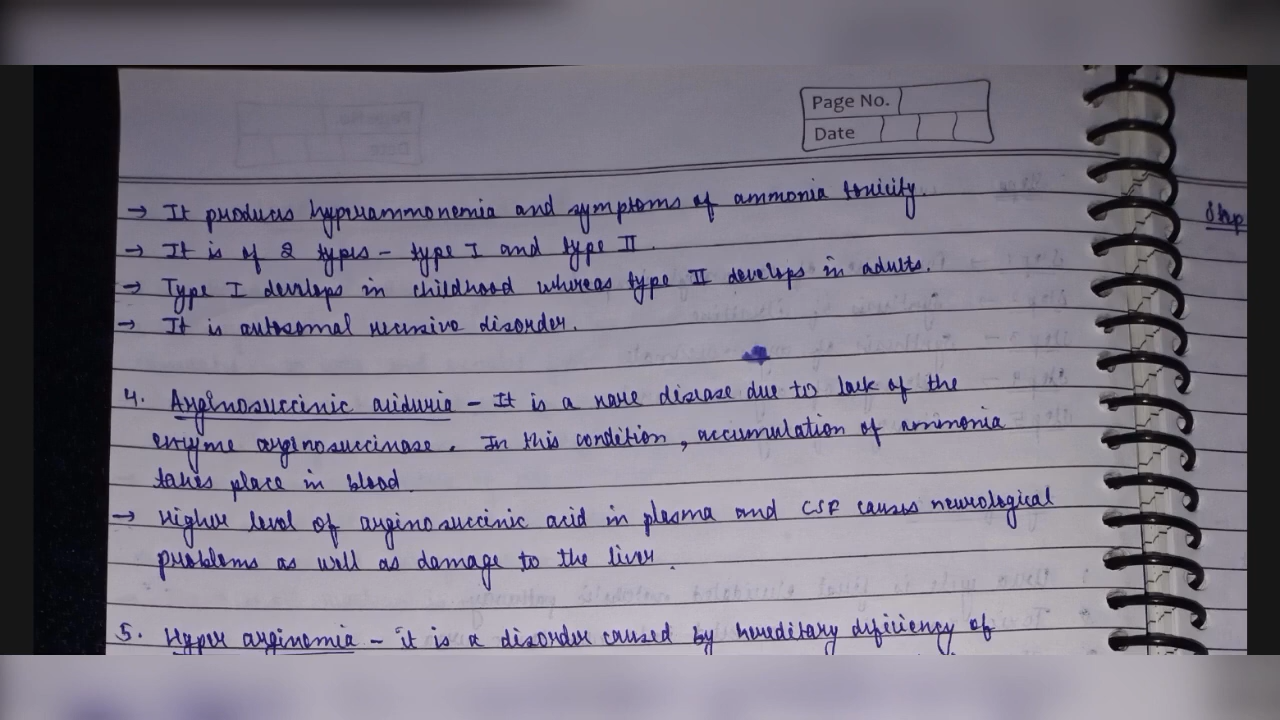 Page No.
Date
→ It produces hyperammonemia and symptoms of ammonia toxicity.
→ It is of 2 types - type I and type II.
→ Type I develops in childhood whereas type II develops in adults.
→ It is autosomal recessive disorder.
4. Arginosuccinic aciduria - It is a rare disease due to lack of the
enzyme arginosuccinase. In this condition, accumulation of ammonia
takes place in blood.
→ Higher level of arginosuccinic acid in plasma and CSF causes neurological
problems as well as damage to the liver.
5. Hyper arginemia - it is a disorder caused by hereditary deficiency of